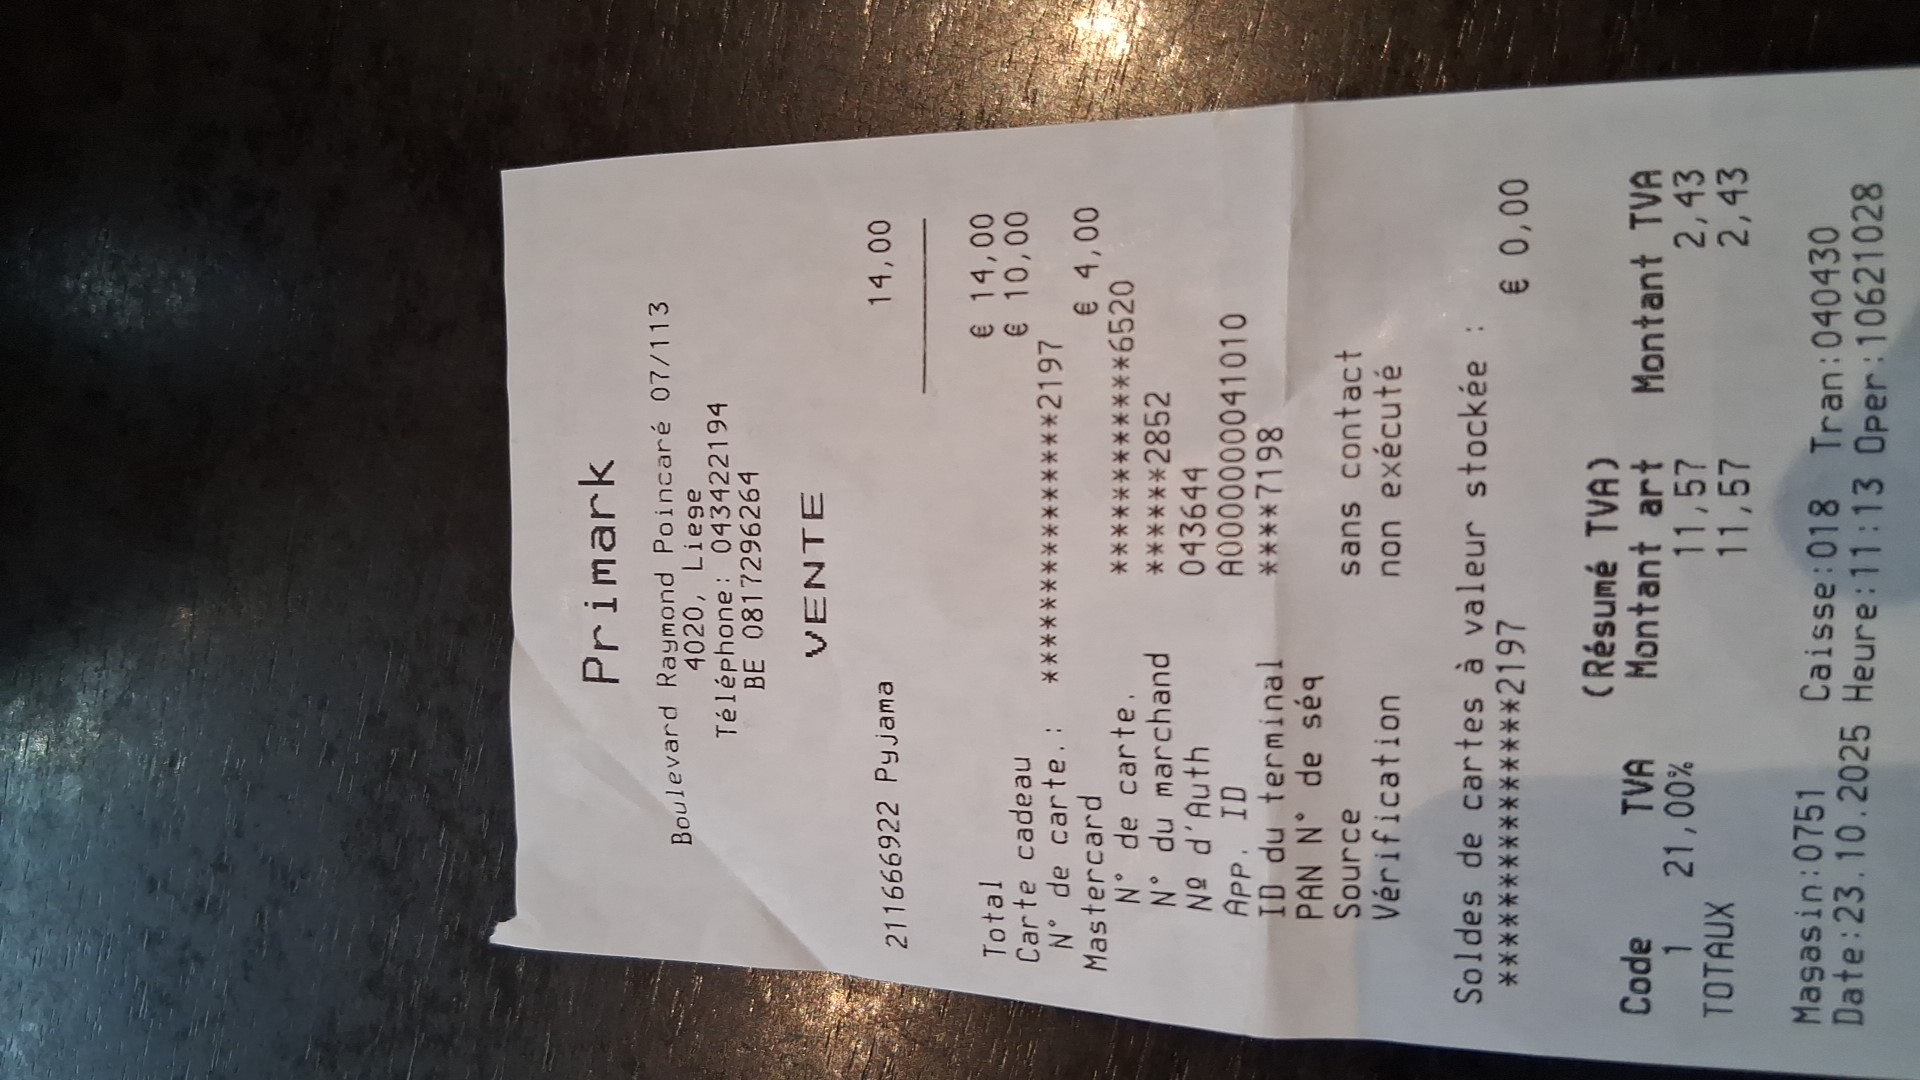 Primark
Boulevard Raymond Poincaré 07/113
4020, Liege
Téléphone: 043422194
BE 0817296264
VENTE
211666922 Pyjama 14,00
Total € 14,00
Carte cadeau € 10,00
N° de carte.: ***************2197
Mastercard € 4,00
N° de carte. ************6520
N° du marchand ******2852
Nº d'Auth 043644
App. ID A0000000041010
ID du terminal ****7198
PAN N° de séq
Source sans contact
Vérification non exécuté
Soldes de cartes à valeur stockée :
***************2197 € 0,00
(Résumé TVA)
Code TVA Montant art Montant TVA
1 21,00% 11,57 2,43
TOTAUX 11,57 2,43
Magasin:0751 Caisse:018 Tran:040430
Date:23.10.2025 Heure:11:13 Oper:10621028